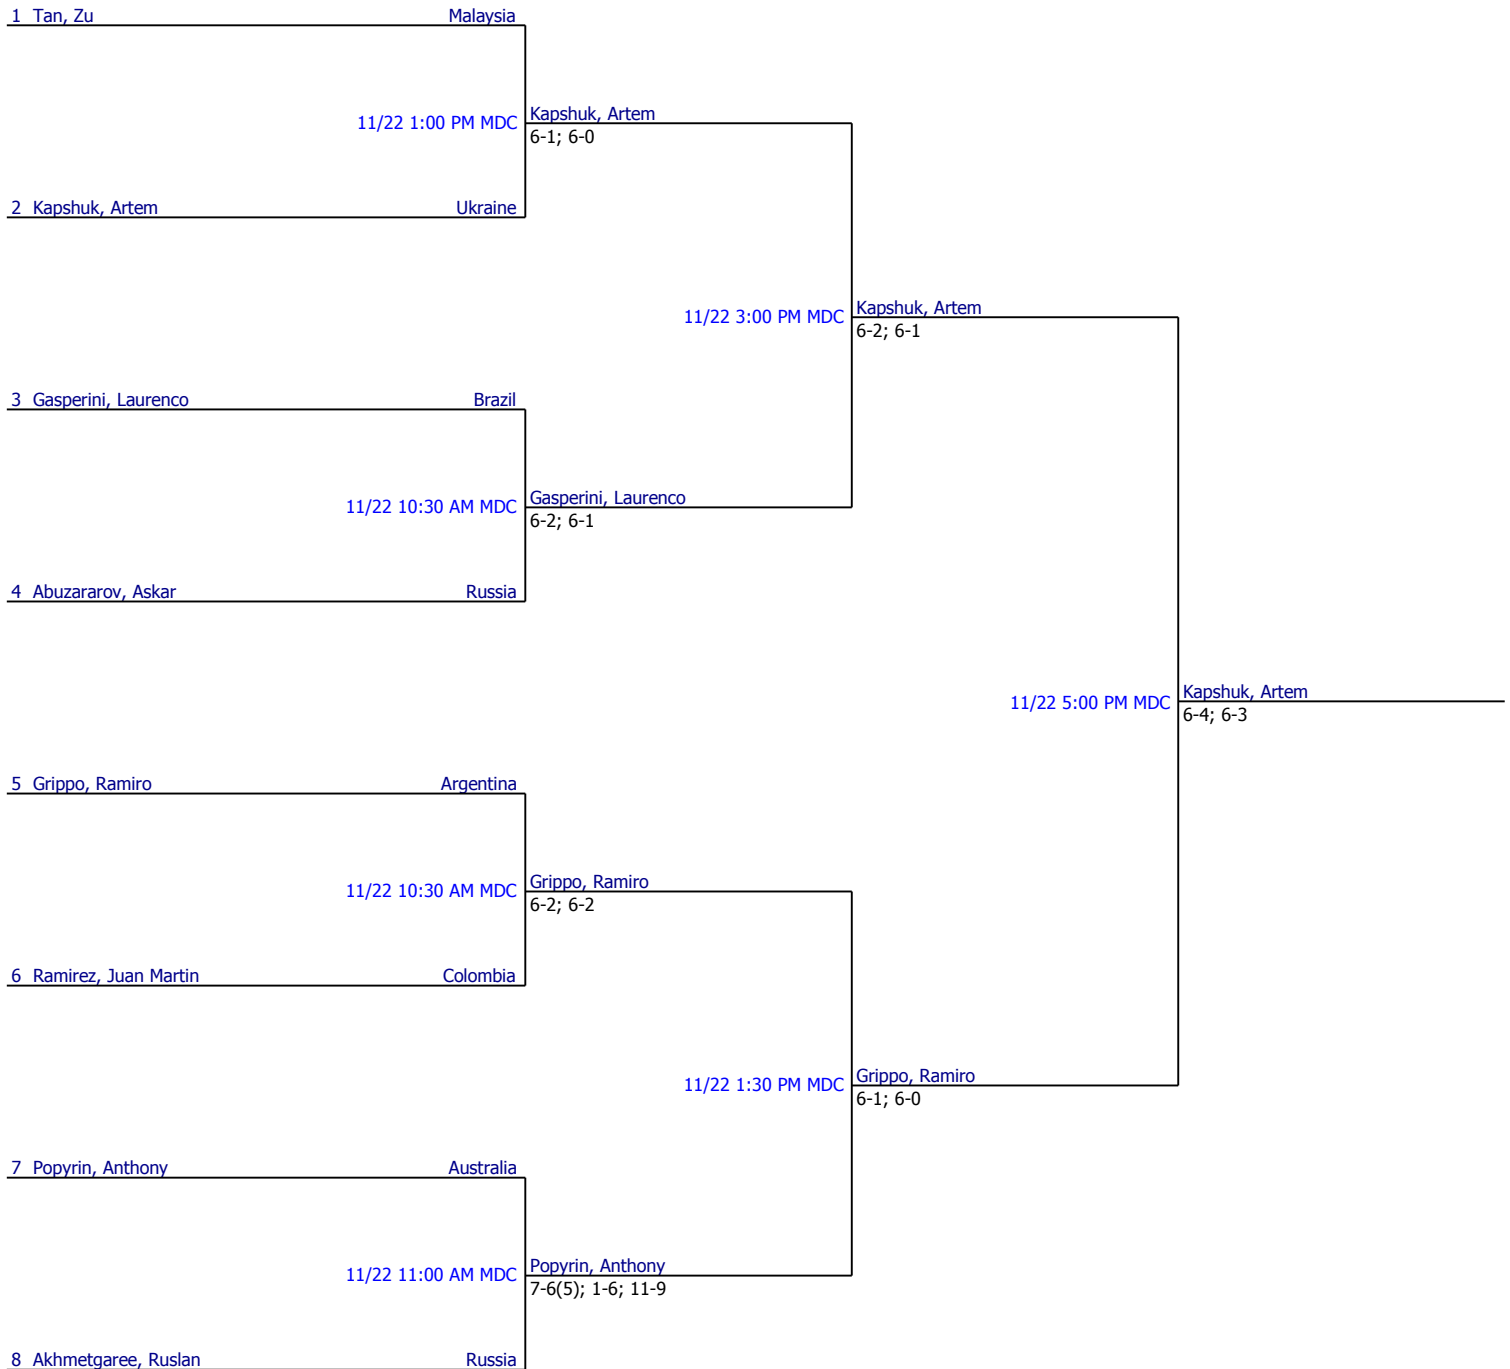 1 Tan, Zu Malaysia
11/22 1:00 PM MDC Kapshuk, Artem
6-1; 6-0
2 Kapshuk, Artem Ukraine
11/22 3:00 PM MDC Kapshuk, Artem
6-2; 6-1
3 Gasperini, Laurenco Brazil
11/22 10:30 AM MDC Gasperini, Laurenco
6-2; 6-1
4 Abuzararov, Askar Russia
11/22 5:00 PM MDC Kapshuk, Artem
6-4; 6-3
5 Grippo, Ramiro Argentina
11/22 10:30 AM MDC Grippo, Ramiro
6-2; 6-2
6 Ramirez, Juan Martin Colombia
11/22 1:30 PM MDC Grippo, Ramiro
6-1; 6-0
7 Popyrin, Anthony Australia
11/22 11:00 AM MDC Popyrin, Anthony
7-6(5); 1-6; 11-9
8 Akhmetgaree, Ruslan Russia